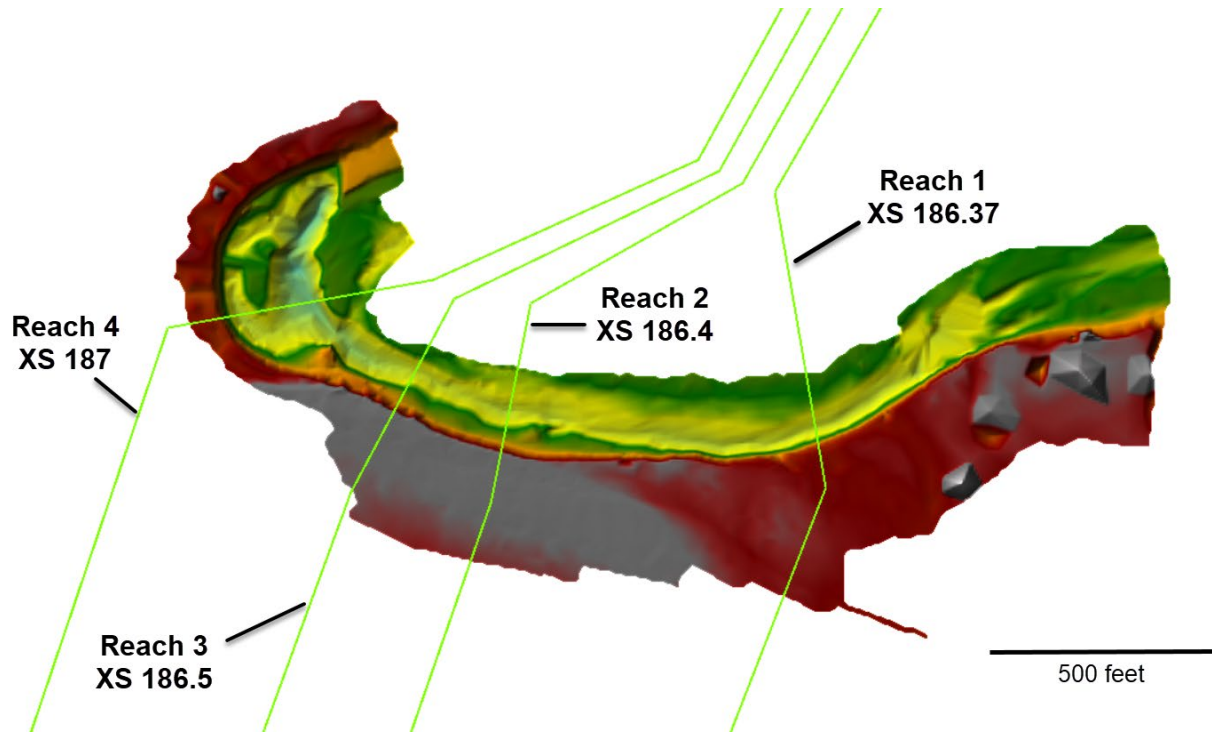 Reach 1
XS 186.37
Reach 2
XS 186.4
Reach 4
XS 187
Reach 3
XS 186.5
500 feet